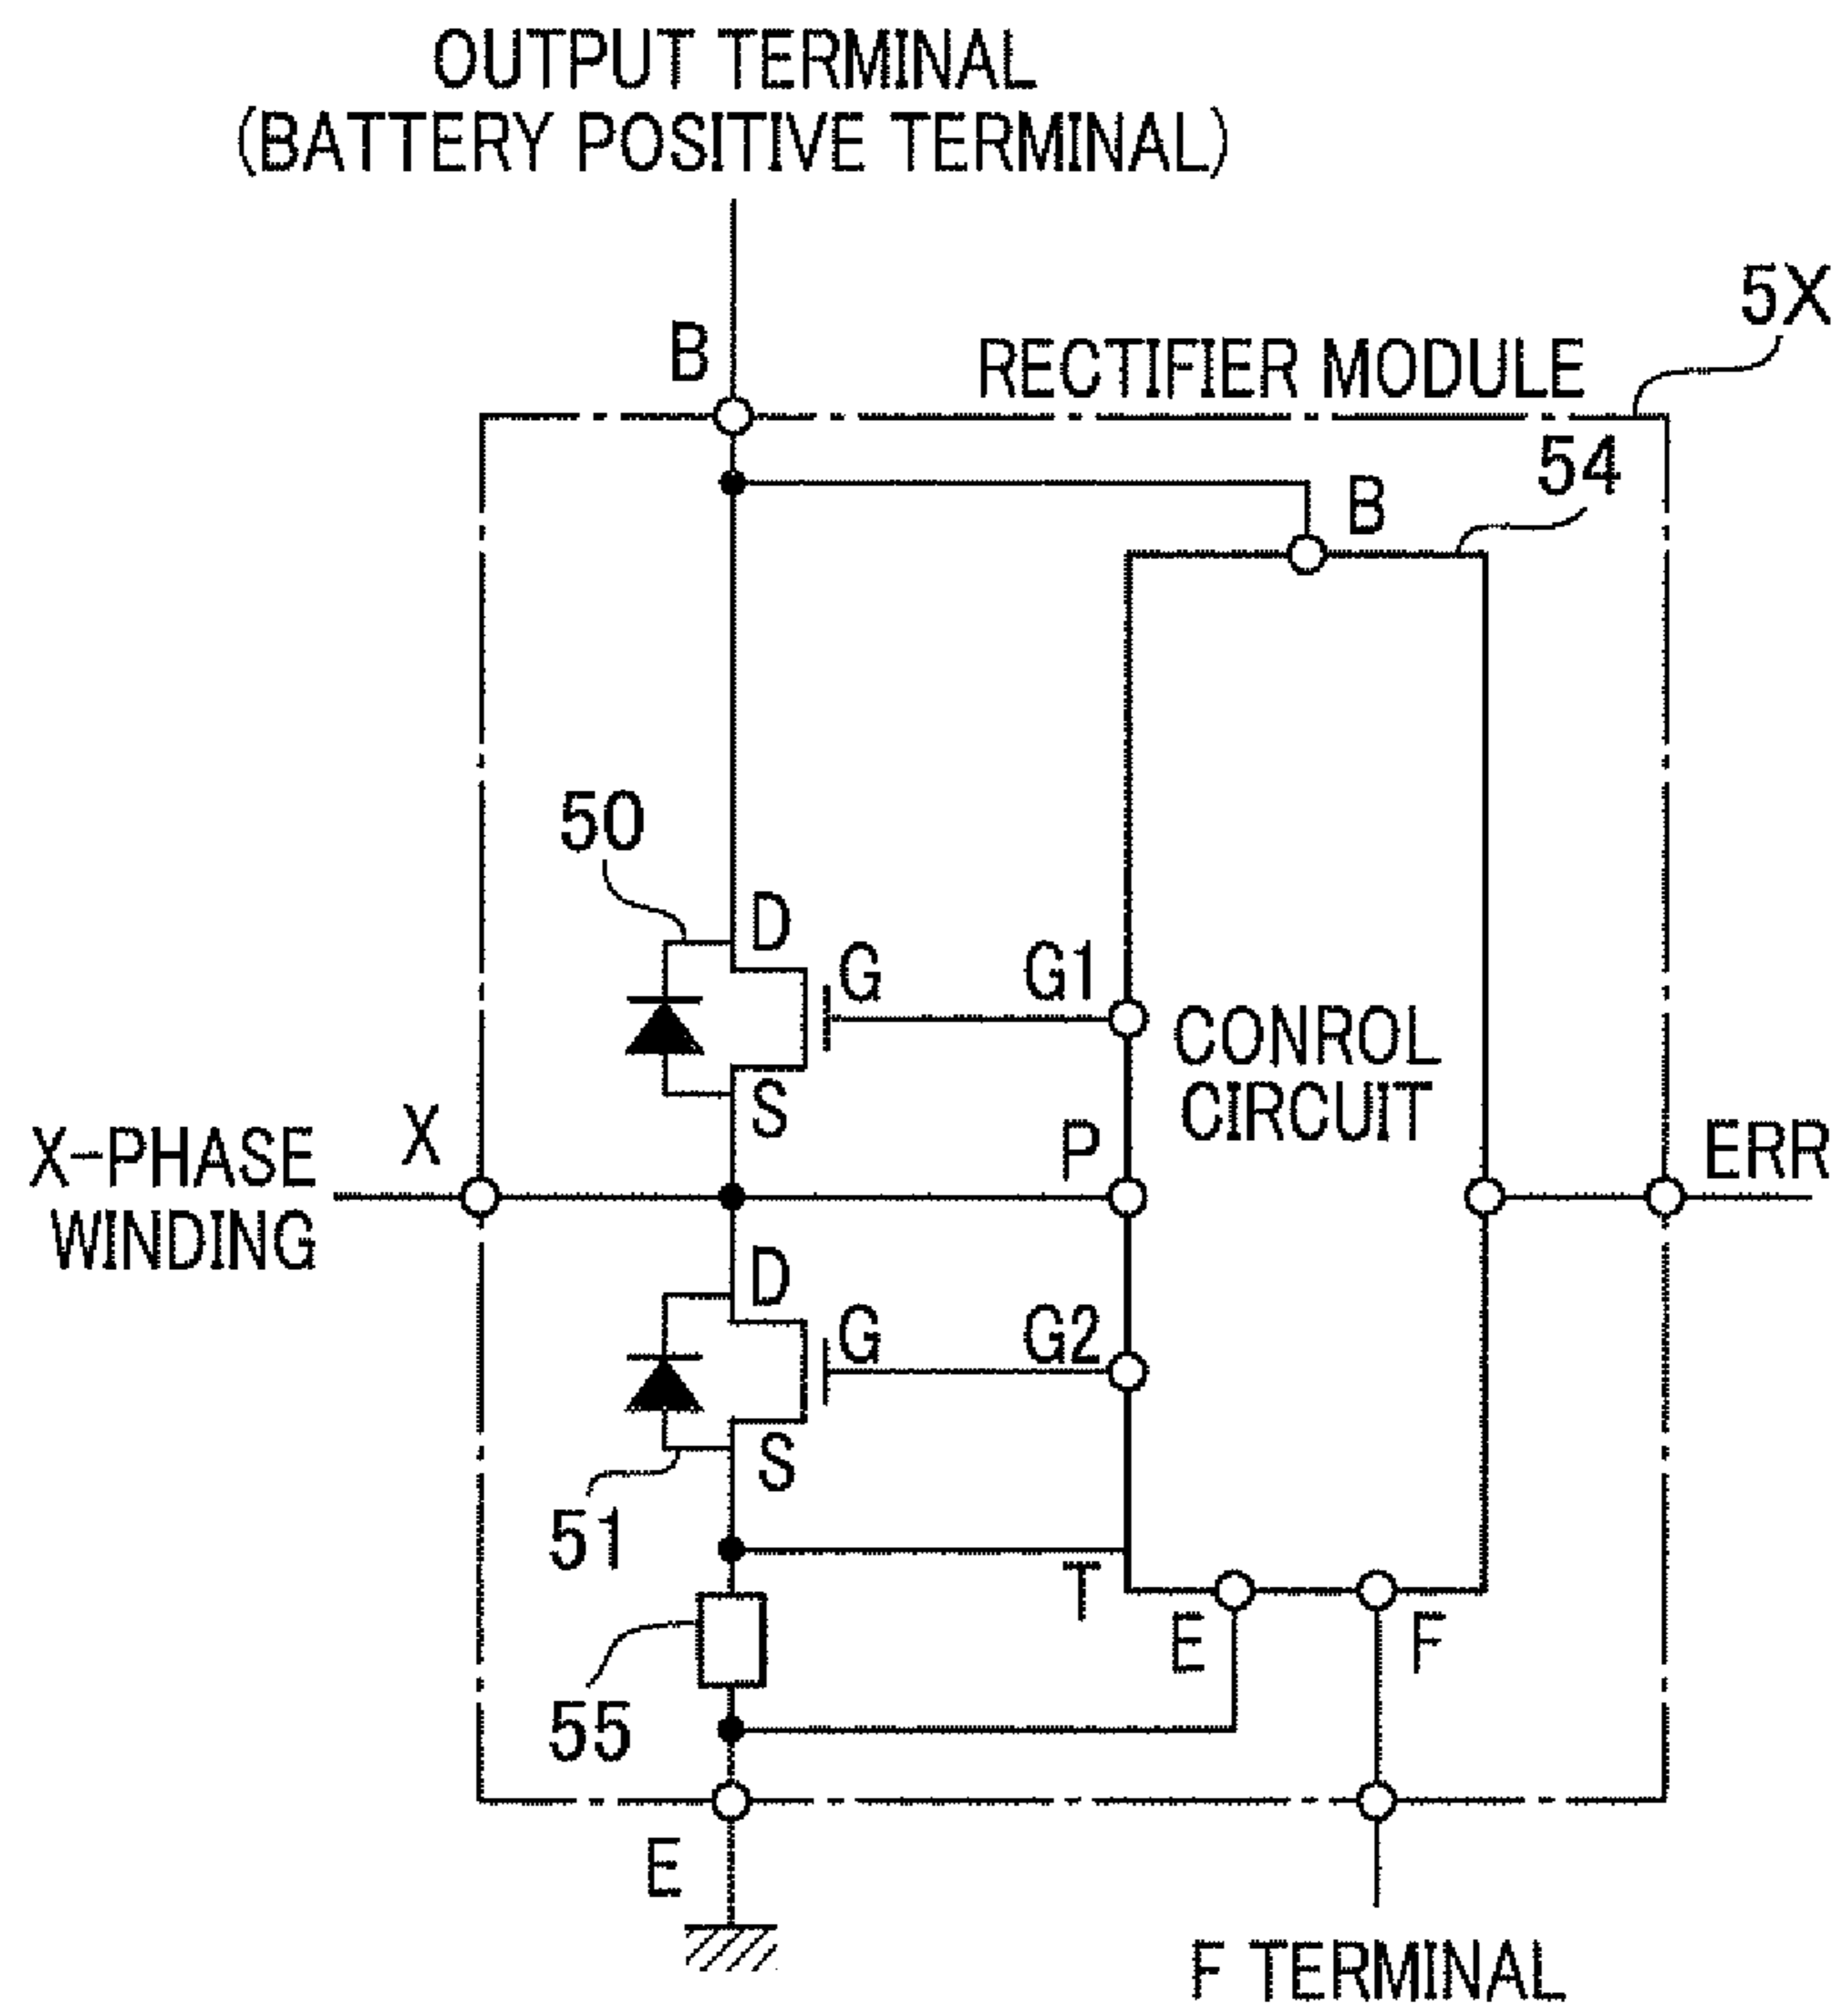 OUTPUT TERMINAL
(BATTERY POSITIVE TERMINAL)
5X
B
RECTIFIER MODULE
54
B
50
D
G
G1
CONROL
CIRCUIT
S
X
P
ERR
X-PHASE
WINDING
D
G
G2
S
51
T
E
F
55
E
F TERMINAL